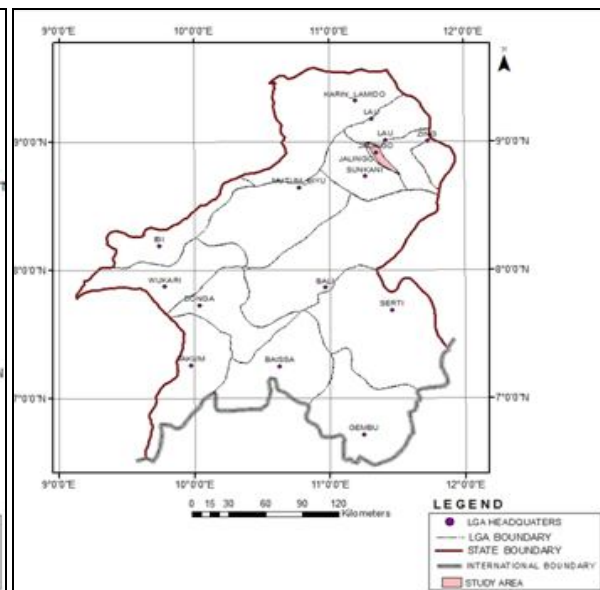 9°0'0"E 10°0'0"E 11°0'0"E 12°0'0"E
KARIN_LAMIDO
LAU
LAU
ZING
9°0'0"N
JALINGO
SUNKANI
MUTUM_BIYU
IBI
8°0'0"N
WUKARI
BALI
DONGA
SERTI
BAISSA
7°0'0"N
GEMBU
9°0'0"E 10°0'0"E 11°0'0"E 12°0'0"E
0 15 30 60 90 120
Kilometers
LEGEND
LGA HEADQUATERS
LGA BOUNDARY
STATE BOUNDARY
INTERNATIONAL BOUNDARY
STUDY AREA